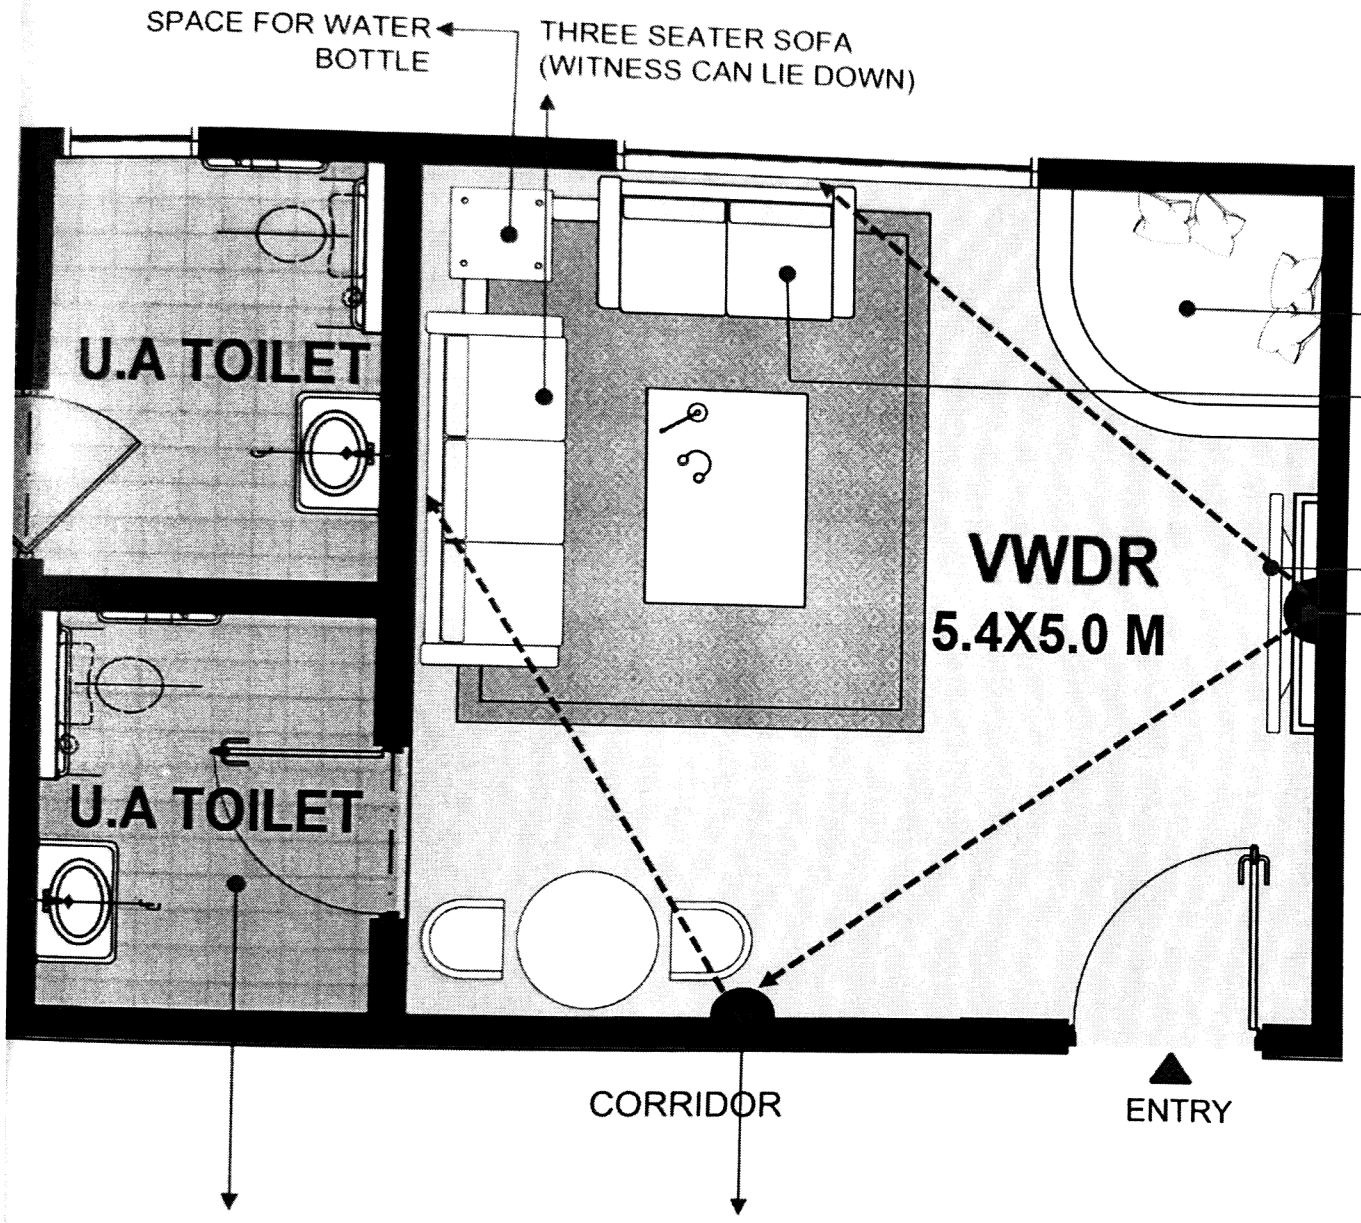 SPACE FOR WATER
BOTTLE
THREE SEATER SOFA
(WITNESS CAN LIE DOWN)
U.A TOILET
VWDR
5.4X5.0 M
U.A TOILET
CORRIDOR
ENTRY